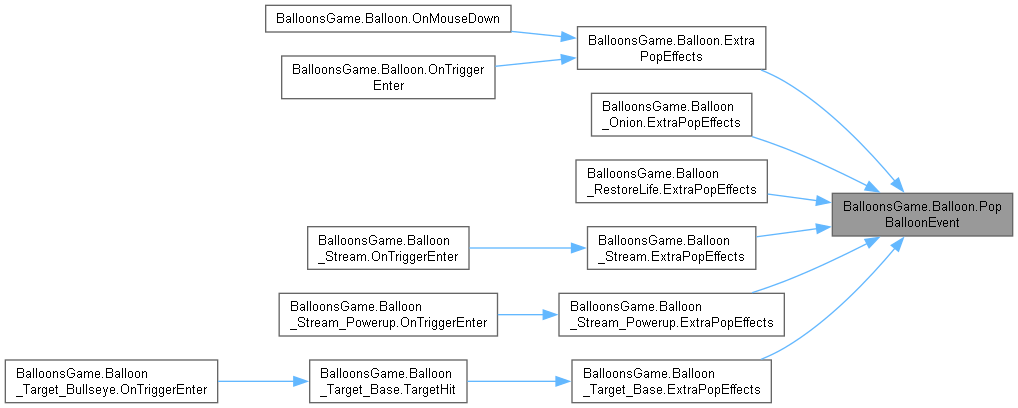 BalloonsGame.Balloon.OnMouseDown
BalloonsGame.Balloon.Extra
PopEffects
BalloonsGame.Balloon.OnTrigger
Enter
BalloonsGame.Balloon
_Onion.ExtraPopEffects
BalloonsGame.Balloon
_RestoreLife.ExtraPopEffects
BalloonsGame.Balloon.Pop
BalloonEvent
BalloonsGame.Balloon
_Stream.OnTriggerEnter
BalloonsGame.Balloon
_Stream.ExtraPopEffects
BalloonsGame.Balloon
_Stream_Powerup.OnTriggerEnter
BalloonsGame.Balloon
_Stream_Powerup.ExtraPopEffects
BalloonsGame.Balloon
_Target_Bullseye.OnTriggerEnter
BalloonsGame.Balloon
_Target_Base.TargetHit
BalloonsGame.Balloon
_Target_Base.ExtraPopEffects